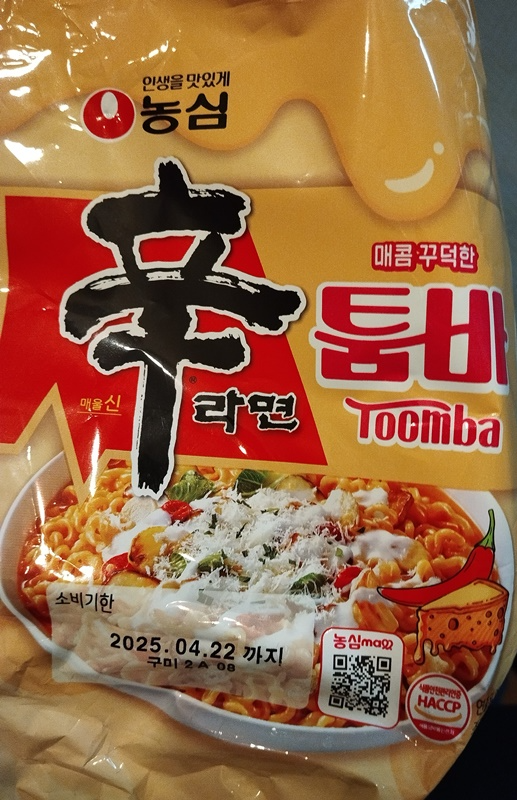 인생을 맛있게
농심
매콤 꾸덕한
툼바
Toomba
辛
매울신
라면
소비기한
2025.04.22 까지
구미 2 A 08
농심ma있
HACCP